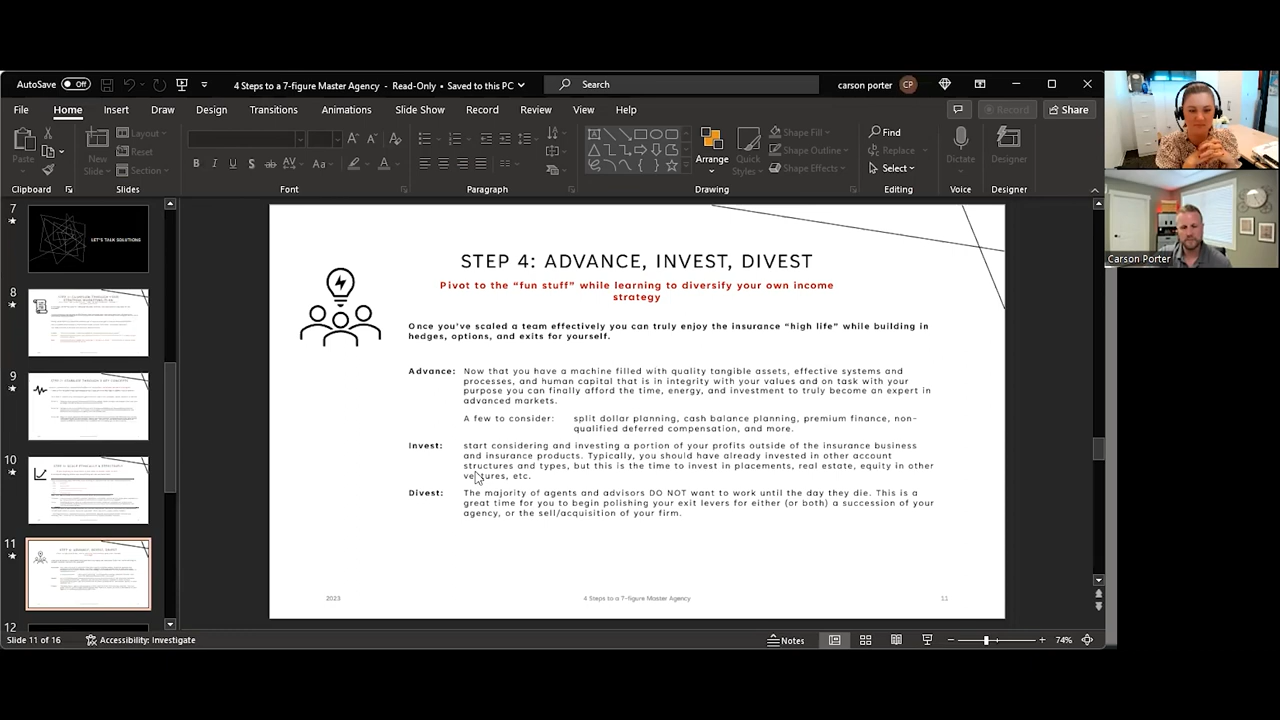 AutoSave Off
4 Steps to a 7-figure Master Agency - Read-Only • Saved to this PC
Search
carson porter CP
File Home Insert Draw Design Transitions Animations Slide Show Record Review View Help
Record Share
Paste
New Slide
Layout
Reset
Section
Arrange
Quick Styles
Shape Fill
Shape Outline
Shape Effects
Find
Replace
Select
Dictate
Designer
Clipboard Slides Font Paragraph Drawing Editing Voice Designer
7
LET'S TALK SOLUTIONS
8
9
10
11
12
STEP 4: ADVANCE, INVEST, DIVEST
Pivot to the "fun stuff" while learning to diversify your own income
strategy
Once you've scaled a team effectively you can truly enjoy the insurance "high life" while building in
hedges, options, and exits for yourself.
Advance: Now that you have a machine filled with quality tangible assets, effective systems and
processes, and human capital that is in integrity with your values and on task with your
purpose you can finally afford the time, energy, and investment to truly become an expert in
advanced markets.
A few to consider: split dollar planning, cash balance planning, premium finance, non-
qualified deferred compensation, and more.
Invest: start considering and investing a portion of your profits outside of the insurance business
and insurance products. Typically, you should have already invested in other account
structures and types, but this is the time to invest in placements, real estate, equity in other
ventures, etc.
Divest: The majority of agents and advisors DO NOT want to work until the day they die. This is a
great time for you to begin polishing your exit levers for either (or both) a succession of your
agency, or the sell/acquisition of your firm.
2023 4 Steps to a 7-figure Master Agency 11
Slide 11 of 16 Accessibility: Investigate
Notes
74%
Carson Porter